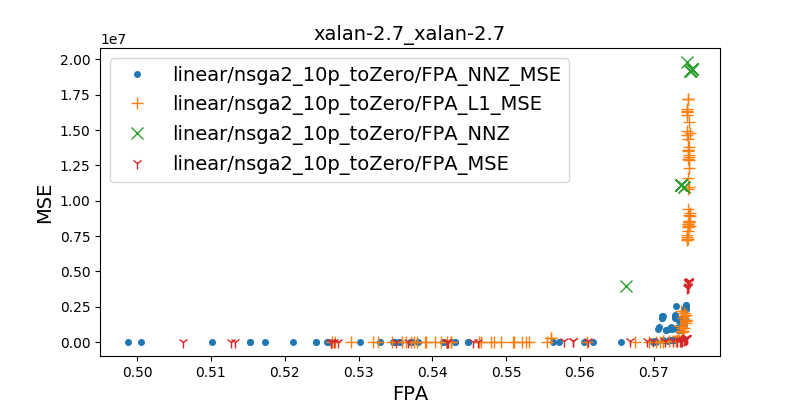 xalan-2.7_xalan-2.7
1e7
2.00
1.75
1.50
1.25
1.00
0.75
0.50
0.25
0.00
MSE
linear/nsga2_10p_toZero/FPA_NNZ_MSE
linear/nsga2_10p_toZero/FPA_L1_MSE
linear/nsga2_10p_toZero/FPA_NNZ
linear/nsga2_10p_toZero/FPA_MSE
0.50 0.51 0.52 0.53 0.54 0.55 0.56 0.57
FPA